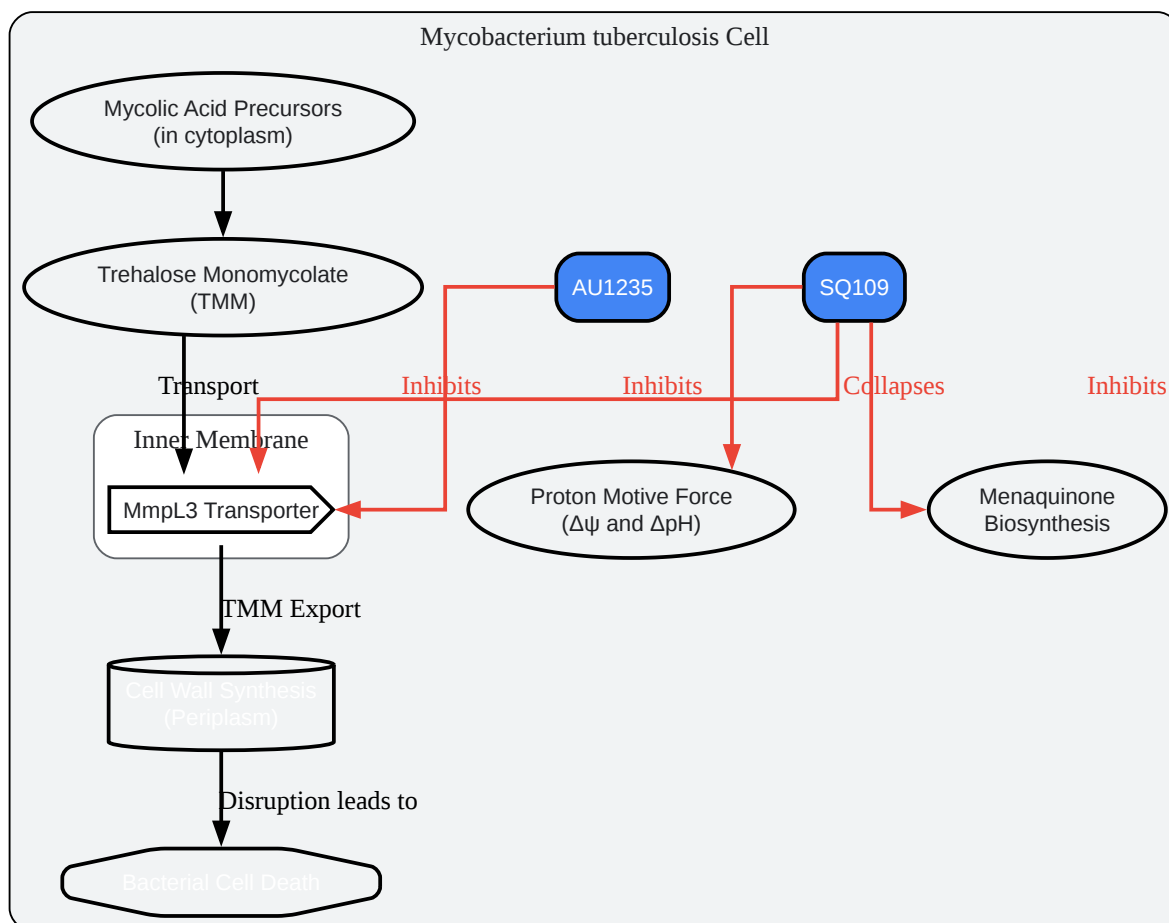 Mycobacterium tuberculosis Cell
Mycolic Acid Precursors
(in cytoplasm)
Trehalose Monomycolate
(TMM)
AU1235
SQ109
Transport
Inhibits
Inhibits
Collapses
Inhibits
Inner Membrane
MmpL3 Transporter
Proton Motive Force
(Δψ and ΔpH)
Menaquinone
Biosynthesis
TMM Export
Cell Wall Synthesis
(Periplasm)
Disruption leads to
Bacterial Cell Death